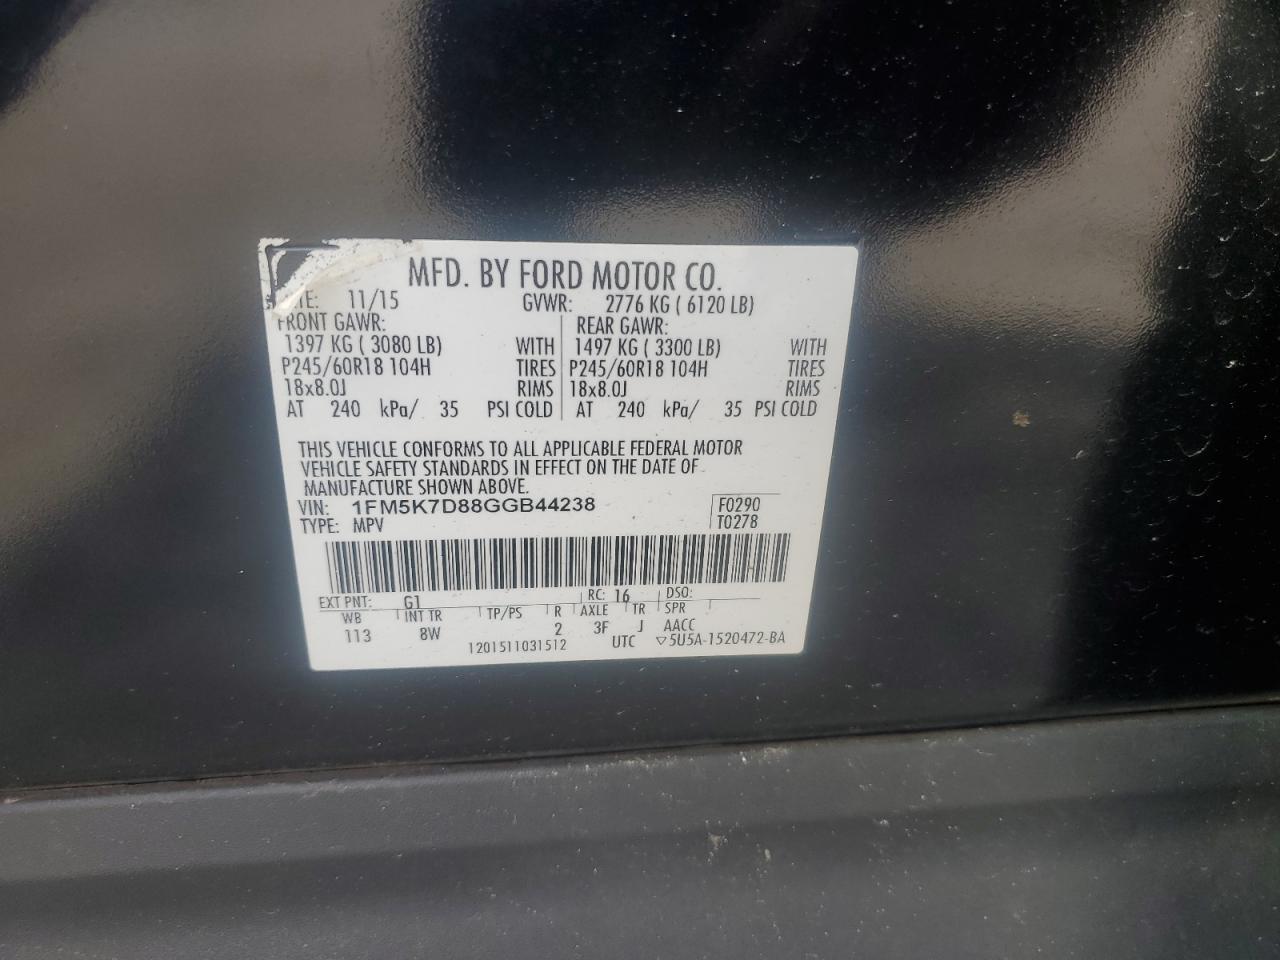 MFD. BY FORD MOTOR CO.
TE: 11/15 GVWR: 2776 KG ( 6120 LB)
FRONT GAWR: REAR GAWR:
1397 KG ( 3080 LB) WITH 1497 KG ( 3300 LB) WITH
P245/60R18 104H TIRES P245/60R18 104H TIRES
18x8.0J RIMS 18x8.0J RIMS
AT 240 kPa/ 35 PSI COLD AT 240 kPa/ 35 PSI COLD
THIS VEHICLE CONFORMS TO ALL APPLICABLE FEDERAL MOTOR
VEHICLE SAFETY STANDARDS IN EFFECT ON THE DATE OF
MANUFACTURE SHOWN ABOVE.
VIN: 1FM5K7D88GGB44238 F0290
TYPE: MPV T0278
EXT PNT: G1 RC: 16 DSO:
WB INT TR TP/PS R AXLE TR SPR
113 8W 2 3F J AACC
1201511031512 UTC ▽5U5A-1520472-BA